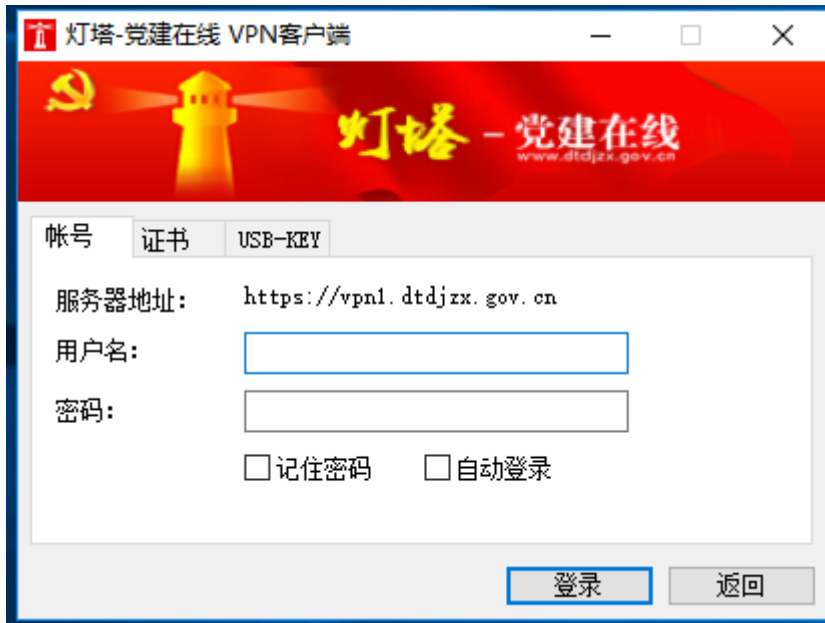 灯塔-党建在线 VPN客户端
灯塔-党建在线
www.dtdjzx.gov.cn
帐号 证书 USB-KEY
服务器地址： https://vpn1.dtdjzx.gov.cn
用户名：
密码：
记住密码 自动登录
登录 返回